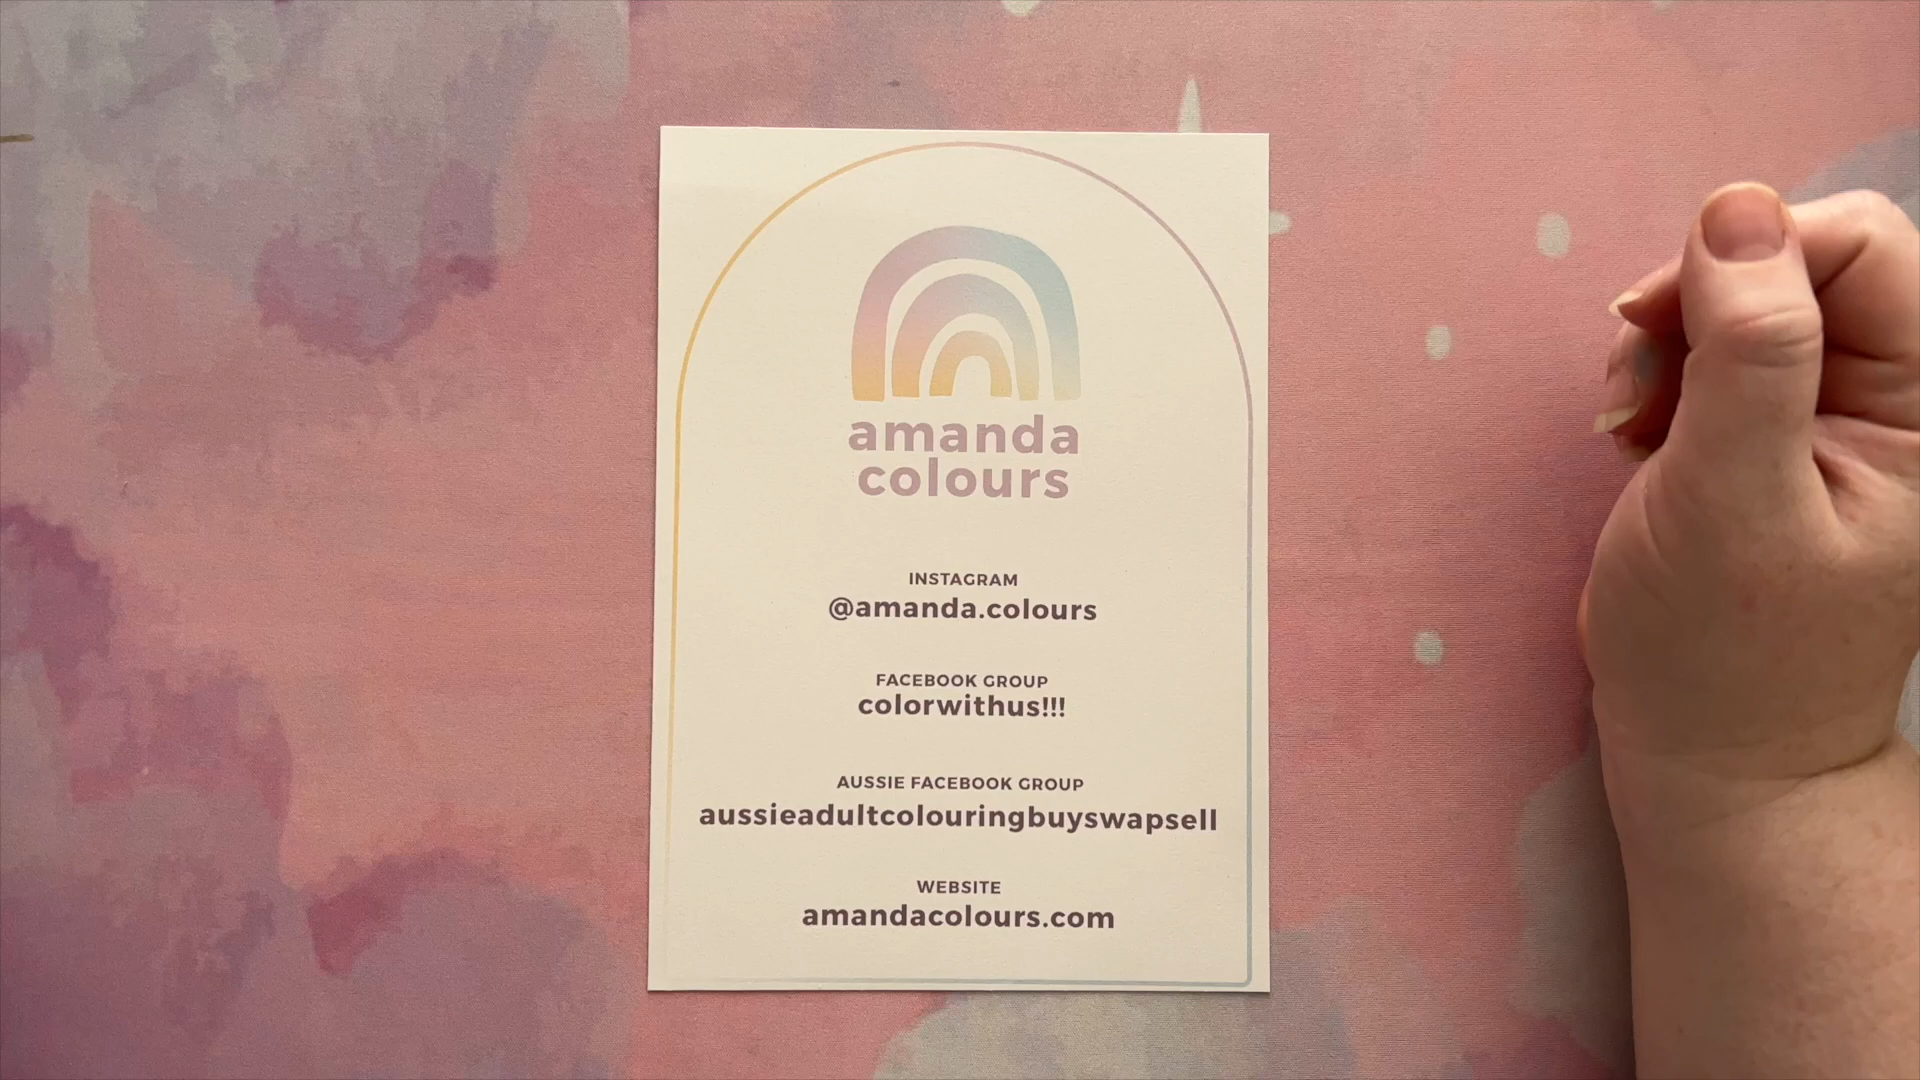 amanda
colours
INSTAGRAM
@amanda.colours
FACEBOOK GROUP
colorwithus!!!
AUSSIE FACEBOOK GROUP
aussieadultcolouringbuyswapsell
WEBSITE
amandacolours.com